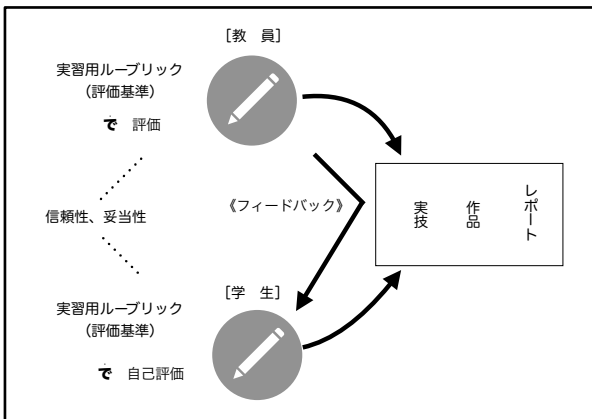 ［教　員］
実習用ルーブリック
（評価基準）
で 評価
信頼性、妥当性
《フィードバック》
レポート
作品
実技
［学　生］
実習用ルーブリック
（評価基準）
で 自己評価